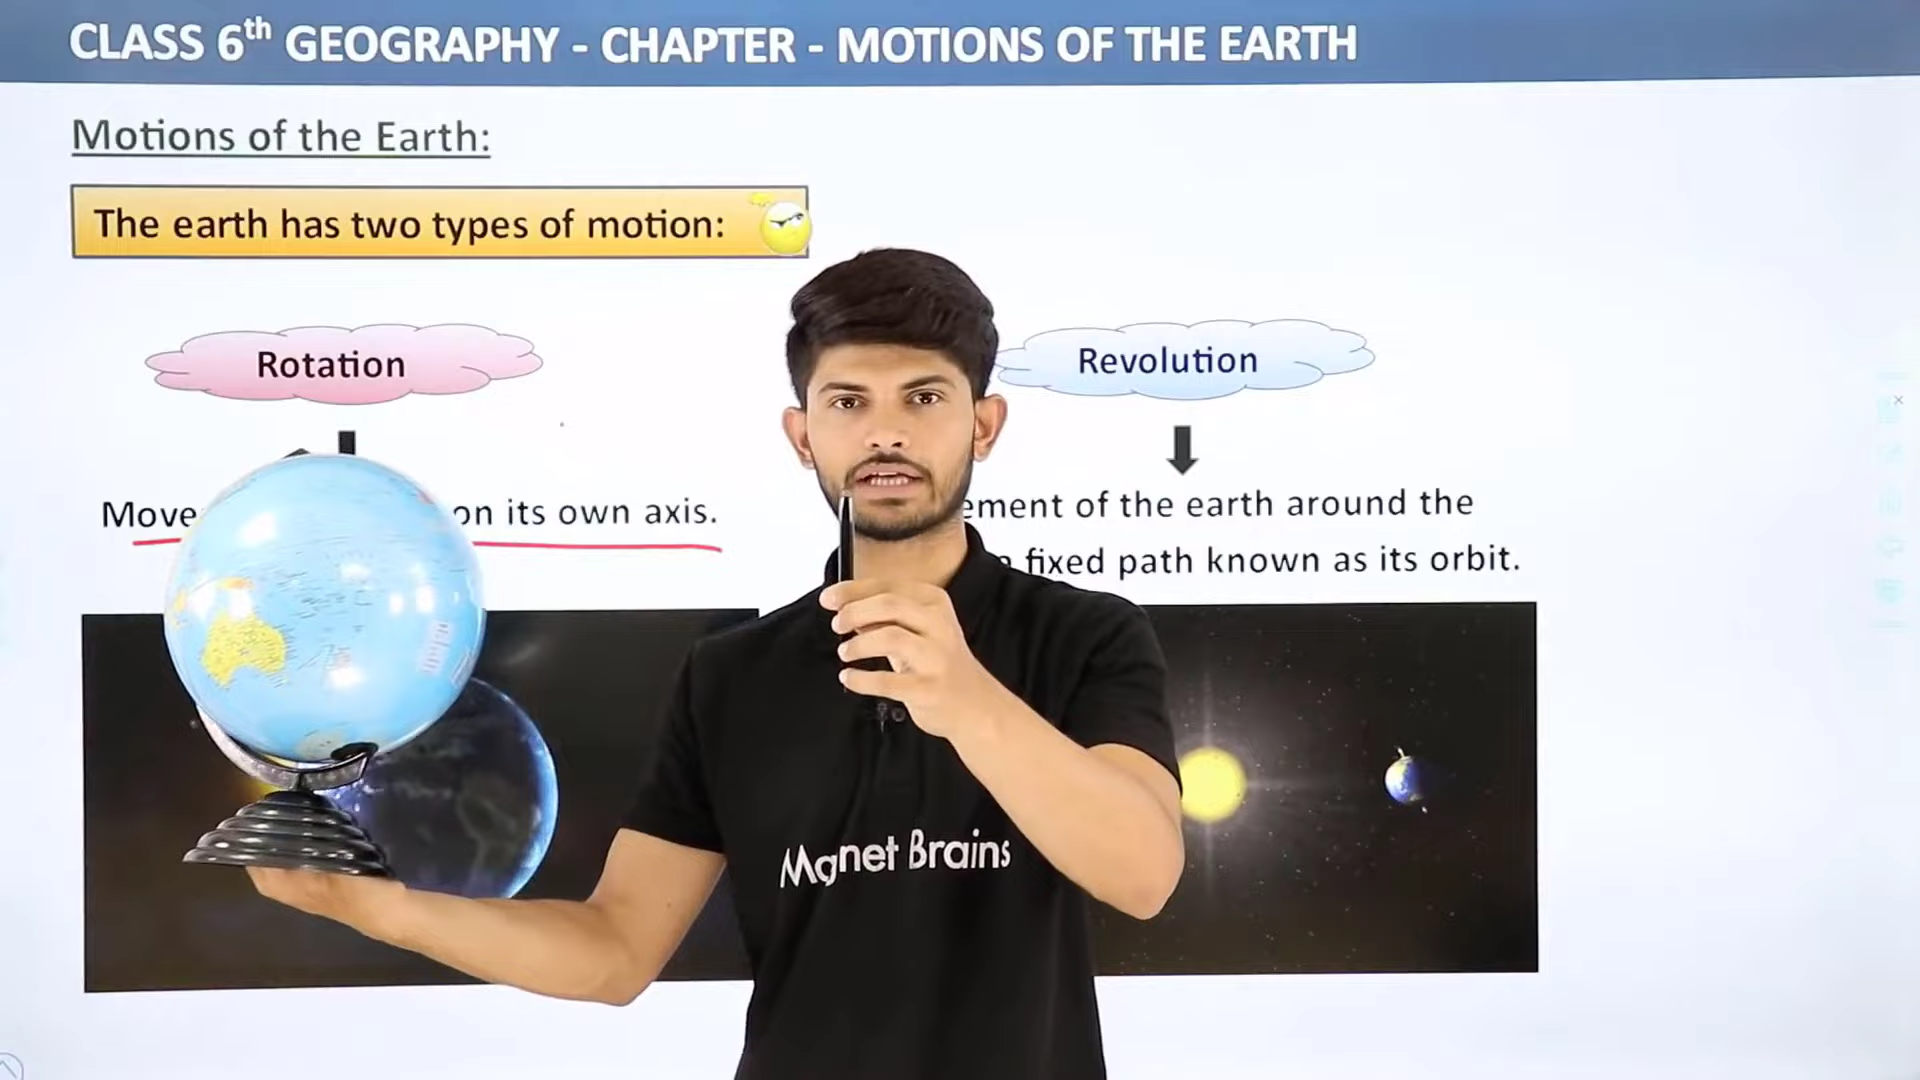 CLASS 6th GEOGRAPHY - CHAPTER - MOTIONS OF THE EARTH
Motions of the Earth:
The earth has two types of motion:
Rotation
Revolution
Move on its own axis.
ement of the earth around the
fixed path known as its orbit.
Magnet Brains